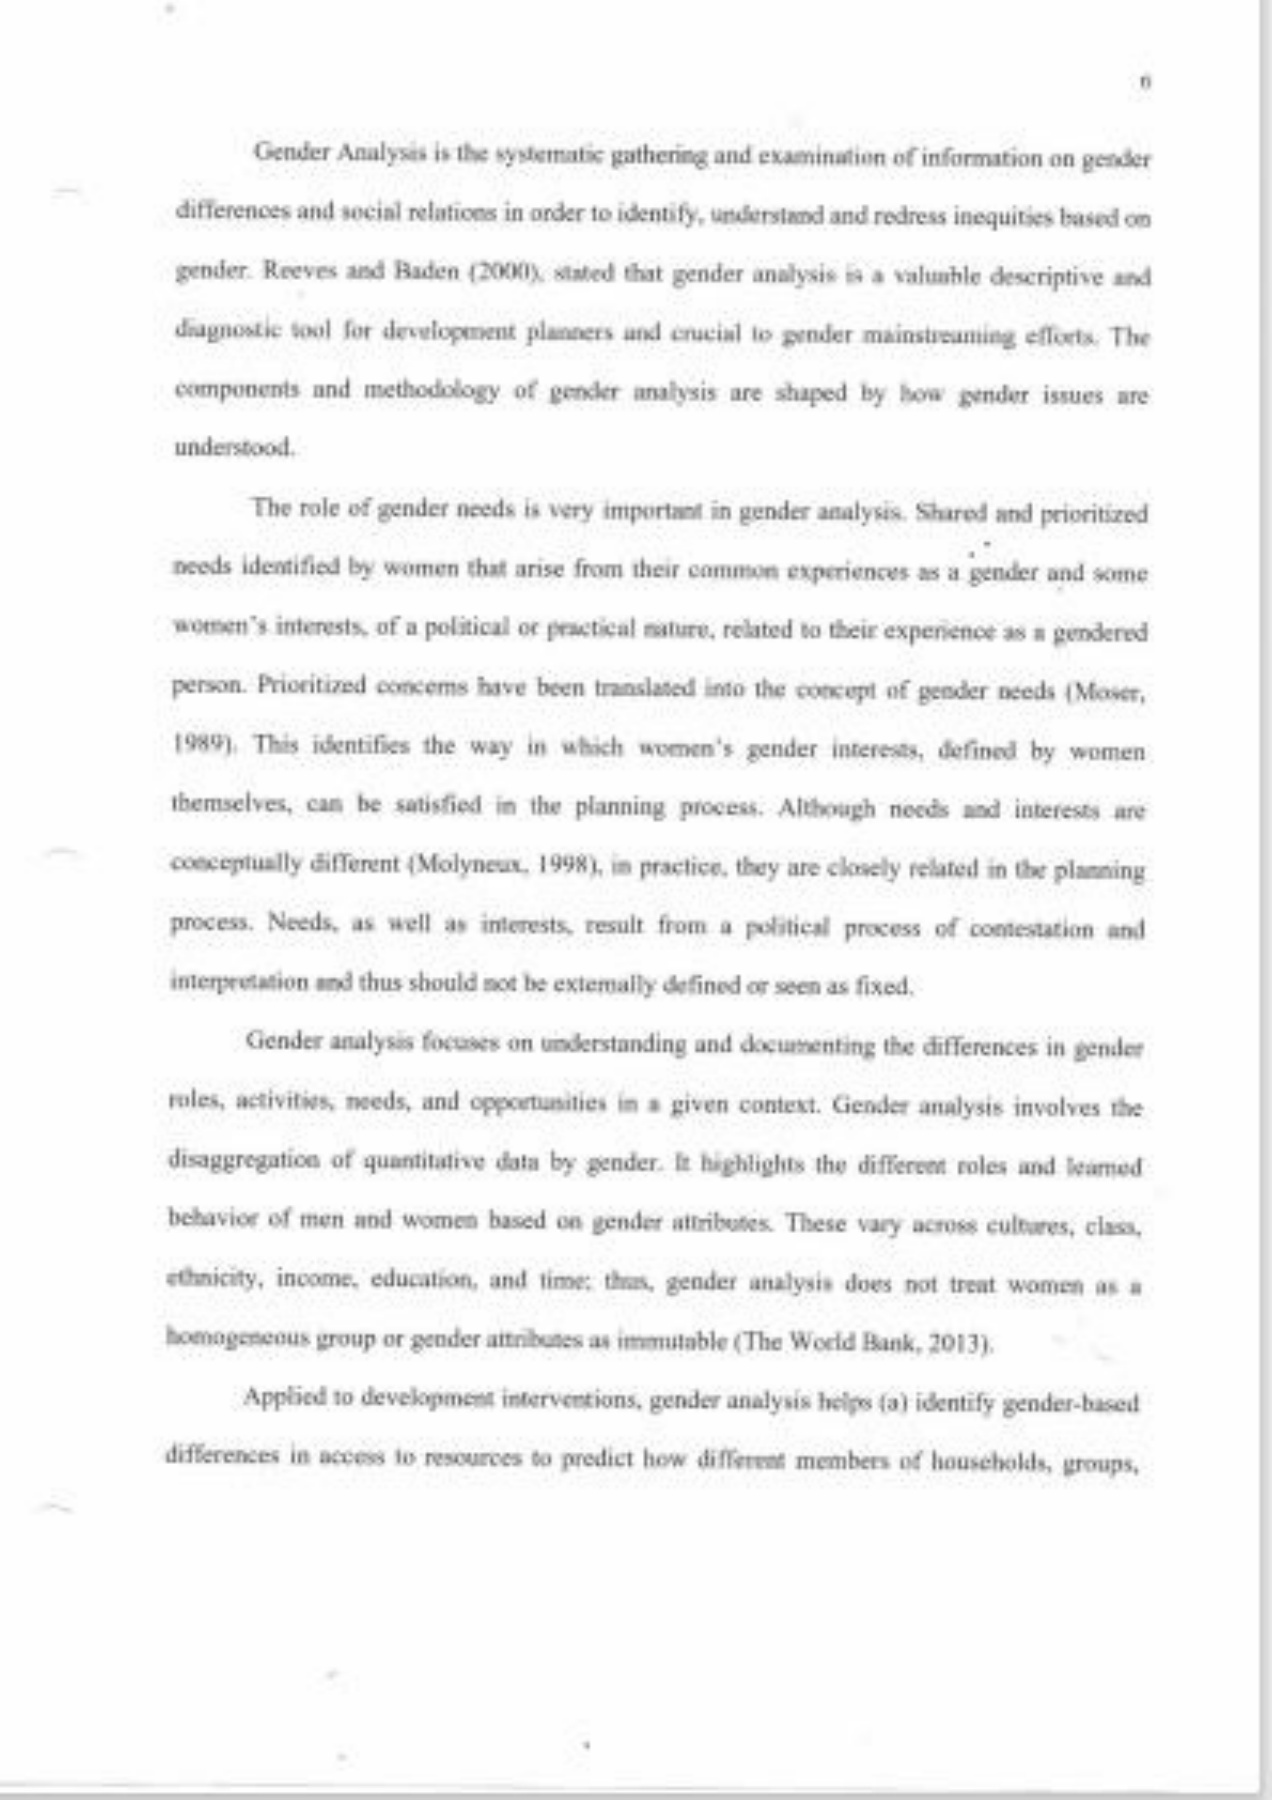 6
Gender Analysis is the systematic gathering and examination of information on gender
differences and social relations in order to identify, understand and redress inequities based on
gender. Reeves and Baden (2000), stated that gender analysis is a valuable descriptive and
diagnostic tool for development planners and crucial to gender mainstreaming efforts. The
components and methodology of gender analysis are shaped by how gender issues are
understood.
The role of gender needs is very important in gender analysis. Shared and prioritized
needs identified by women that arise from their common experiences as a gender and some
women's interests, of a political or practical nature, related to their experience as a gendered
person. Prioritized concerns have been translated into the concept of gender needs (Moser,
1989). This identifies the way in which women's gender interests, defined by women
themselves, can be satisfied in the planning process. Although needs and interests are
conceptually different (Molyneux, 1998), in practice, they are closely related in the planning
process. Needs, as well as interests, result from a political process of contestation and
interpretation and thus should not be externally defined or seen as fixed.
Gender analysis focuses on understanding and documenting the differences in gender
roles, activities, needs, and opportunities in a given context. Gender analysis involves the
disaggregation of quantitative data by gender. It highlights the different roles and learned
behavior of men and women based on gender attributes. These vary across cultures, class,
ethnicity, income, education, and time; thus, gender analysis does not treat women as a
homogeneous group or gender attributes as immutable (The World Bank, 2013).
Applied to development interventions, gender analysis helps (a) identify gender-based
differences in access to resources to predict how different members of households, groups,